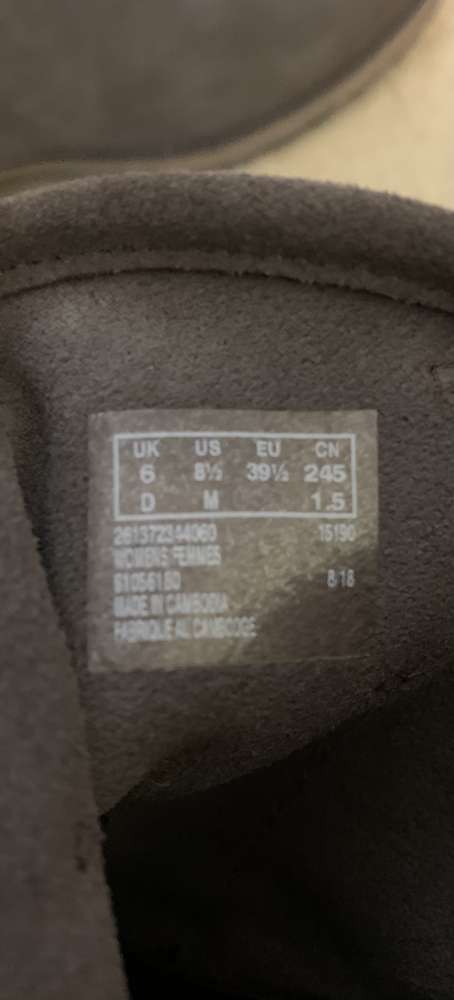 UK US EU CN
6 8½ 39½ 245
D M 1.5
261372344060 15190
WOMENS FEMMES
8/18
MADE IN CAMBODIA
FABRIQUE AU CAMBODGE